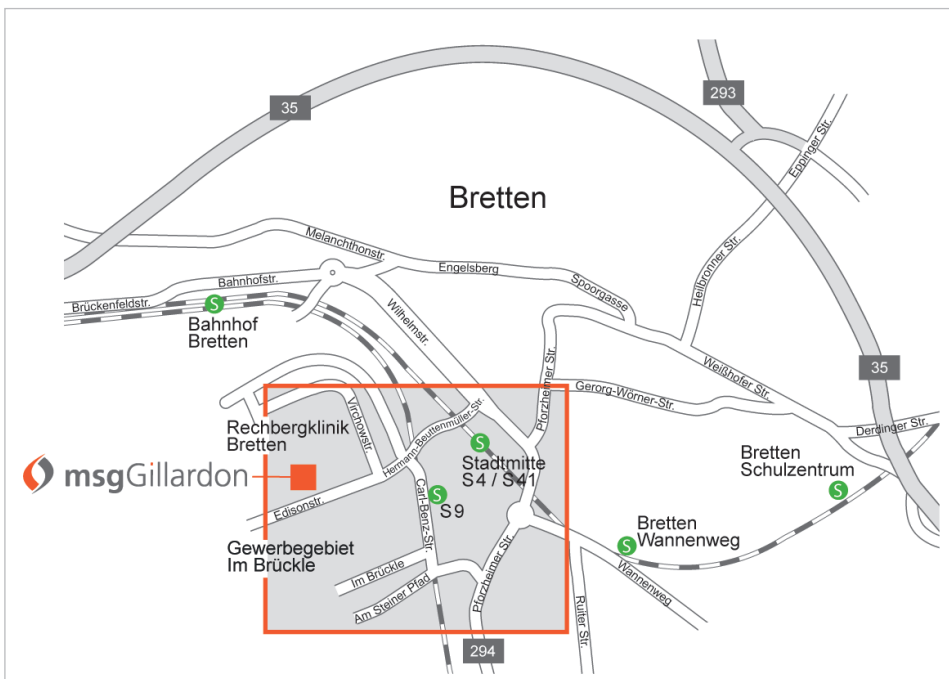 293
35
Eppinger Str.
Bretten
Melanchthonstr.
Engelsberg
Heilbronner Str.
Bahnhofstr.
Spoorgasse
Brückenfeldstr.
S
Bahnhof
Bretten
Wilhelmstr.
Pforzheimer Str.
Weißhofer Str.
35
Gerorg-Wörner-Str.
Derdinger Str.
Virchowstr.
Rechbergklinik
Bretten
Hermann-Beuttenmüller-Str.
S
Stadtmitte
S4 / S41
Bretten
Schulzentrum
S
msgGillardon
Carl-Benz-Str.
S
S9
Edisonstr.
Bretten
Wannenweg
S
Gewerbegebiet
Im Brückle
Im Brückle
Am Steiner Pfad
Pforzheimer Str.
Wannenweg
Ruiter Str.
294